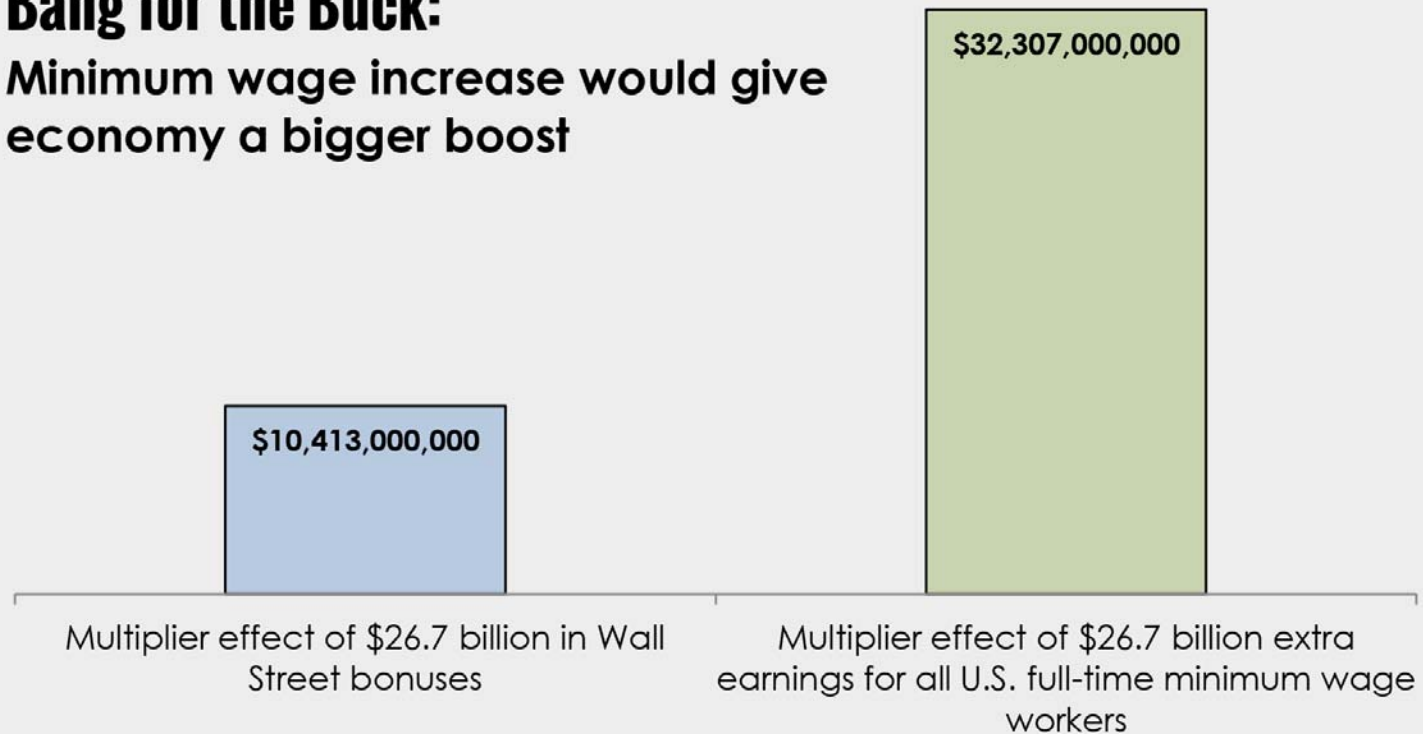 Bang for the Buck:
Minimum wage increase would give
economy a bigger boost
$32,307,000,000
$10,413,000,000
Multiplier effect of $26.7 billion in Wall
Street bonuses
Multiplier effect of $26.7 billion extra
earnings for all U.S. full-time minimum wage
workers